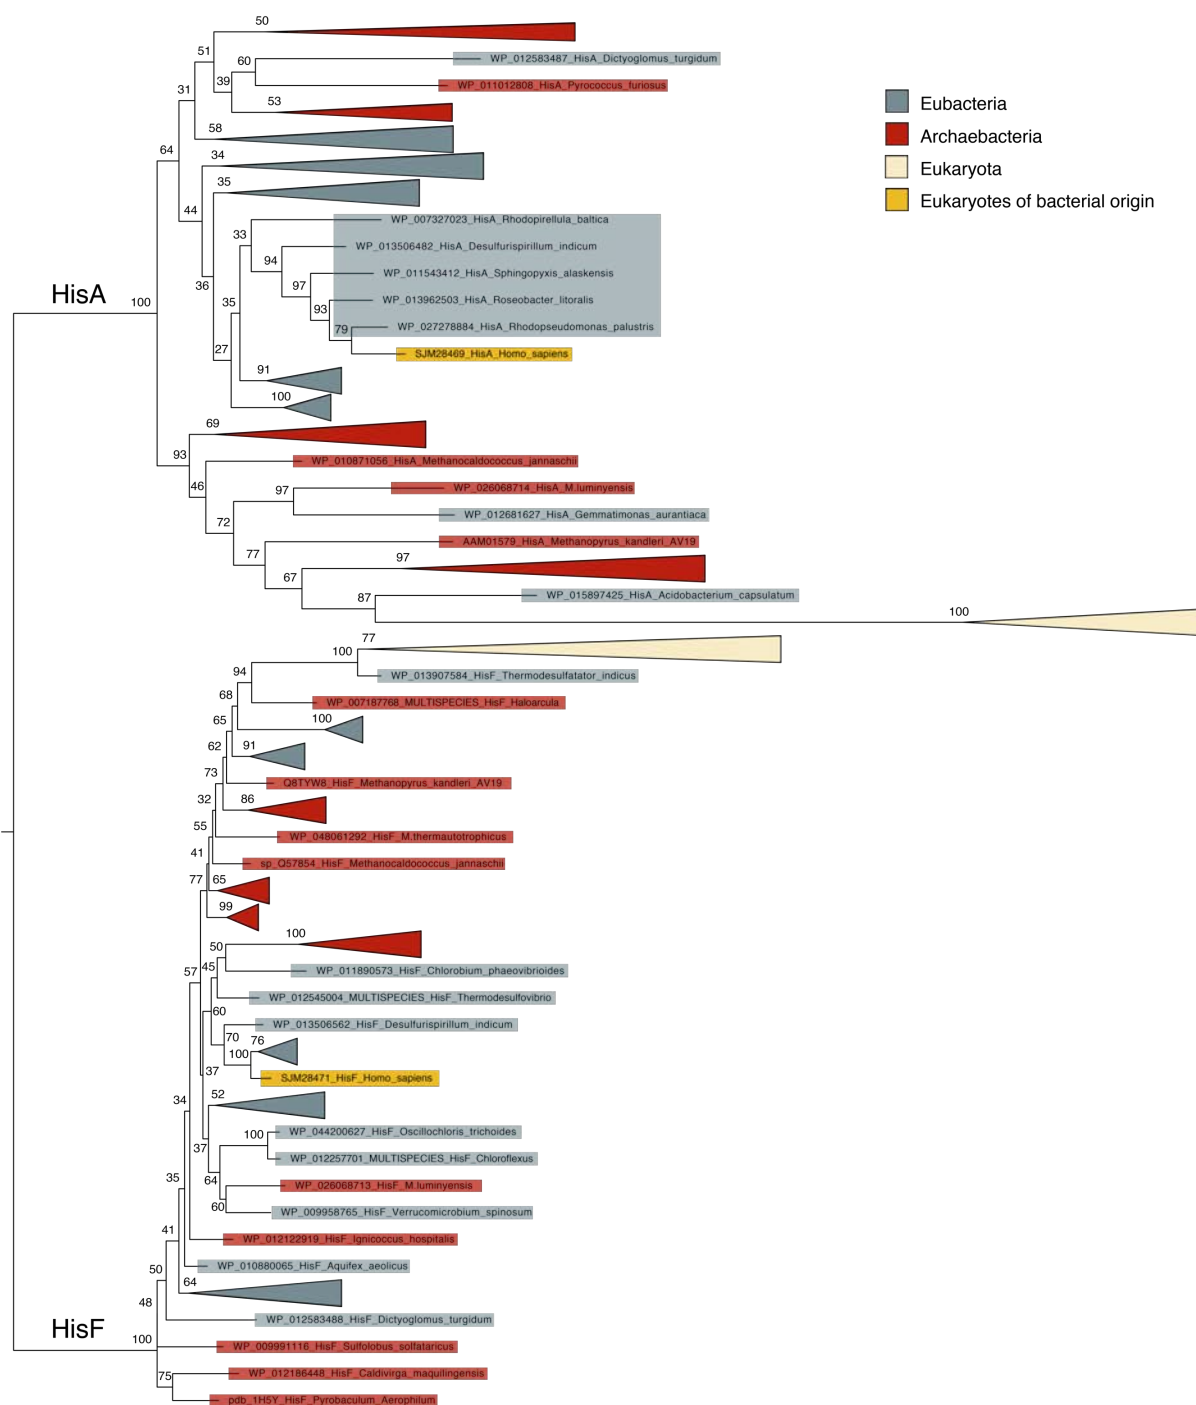 50
51
60
WP_012583487_HisA_Dictyoglomus_turgidum
39
WP_011012808_HisA_Pyrococcus_furiosus
31
53
58
64
34
35
44
WP_007327023_HisA_Rhodopirellula_baltica
33
WP_013506482_HisA_Desulfurispirillum_indicum
94
WP_011543412_HisA_Sphingopyxis_alaskensis
36
97
HisA
100
35
WP_013962503_HisA_Roseobacter_litoralis
93
79
WP_027278884_HisA_Rhodopseudomonas_palustris
27
SJM28469_HisA_Homo_sapiens
91
100
69
93
WP_010871056_HisA_Methanocaldococcus_jannaschii
46
97
WP_026068714_HisA_M.luminyensis
WP_012681627_HisA_Gemmatimonas_aurantiaca
72
AAM01579_HisA_Methanopyrus_kandleri_AV19
77
97
67
87
WP_015897425_HisA_Acidobacterium_capsulatum
100
Eubacteria
Archaebacteria
Eukaryota
Eukaryotes of bacterial origin
77
100
94
WP_013907584_HisF_Thermodesulfatator_indicus
68
WP_007187768_MULTISPECIES_HisF_Haloarcula
65
100
62
91
73
Q8TYW8_HisF_Methanopyrus_kandleri_AV19
32
86
55
WP_048061292_HisF_M.thermautotrophicus
41
sp_Q57854_HisF_Methanocaldococcus_jannaschii
77
65
99
100
50
57
45
WP_011890573_HisF_Chlorobium_phaeovibrioides
WP_012545004_MULTISPECIES_HisF_Thermodesulfovibrio
60
WP_013506562_HisF_Desulfurispirillum_indicum
70
76
100
37
SJM28471_HisF_Homo_sapiens
34
52
WP_044200627_HisF_Oscillochloris_trichoides
100
37
WP_012257701_MULTISPECIES_HisF_Chloroflexus
35
64
WP_026068713_HisF_M.luminyensis
60
WP_009958765_HisF_Verrucomicrobium_spinosum
41
WP_012122919_HisF_Ignicoccus_hospitalis
50
WP_010880065_HisF_Aquifex_aeolicus
64
48
WP_012583488_HisF_Dictyoglomus_turgidum
HisF
100
WP_009991116_HisF_Sulfolobus_solfataricus
75
WP_012186448_HisF_Caldivirga_maquilingensis
pdb_1H5Y_HisF_Pyrobaculum_Aerophilum